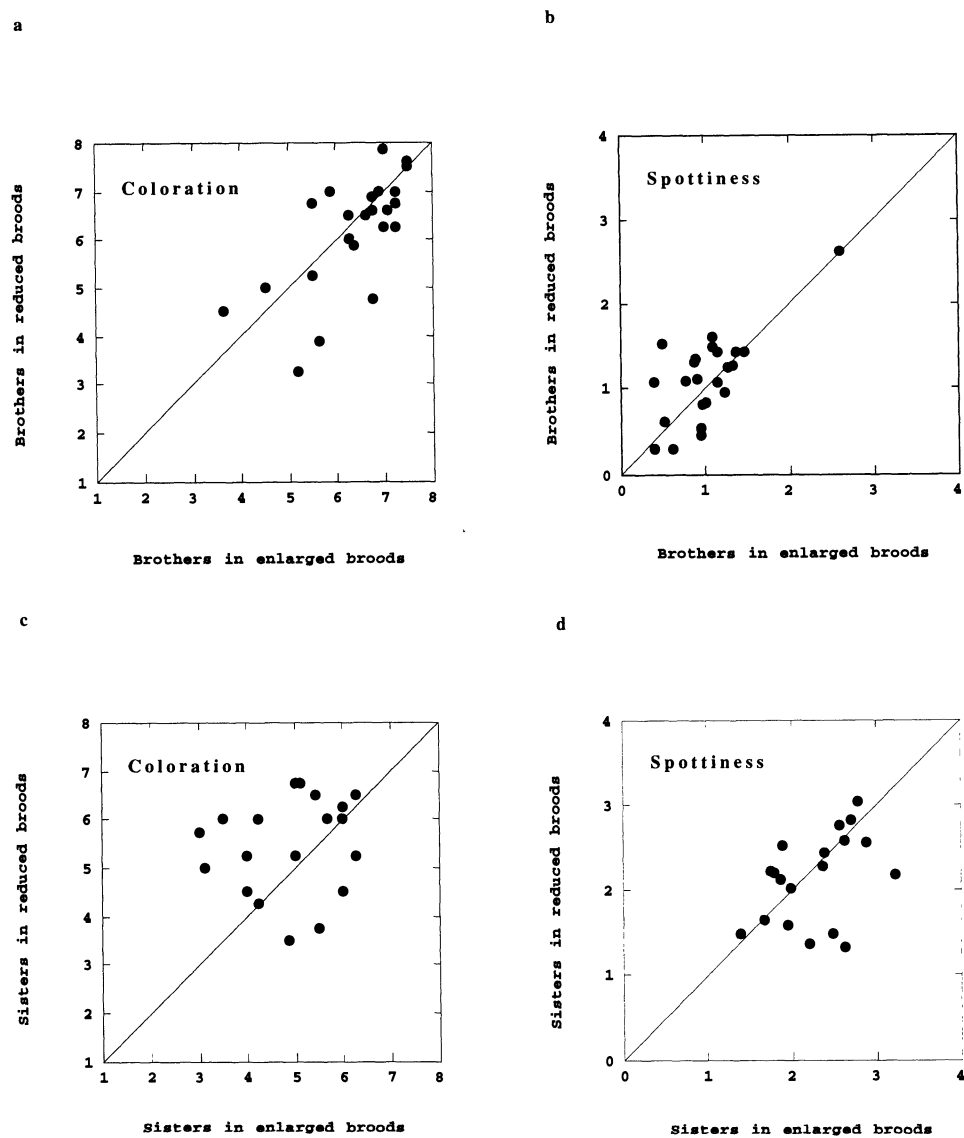 a
8
7
6
5
4
3
2
1
Coloration
Brothers in reduced broods
1 2 3 4 5 6 7 8
Brothers in enlarged broods
b
4
3
2
1
0
Spottiness
Brothers in reduced broods
0 1 2 3 4
Brothers in enlarged broods
c
8
7
6
5
4
3
2
1
Coloration
Sisters in reduced broods
1 2 3 4 5 6 7 8
Sisters in enlarged broods
d
4
3
2
1
0
Spottiness
Sisters in reduced broods
0 1 2 3 4
Sisters in enlarged broods